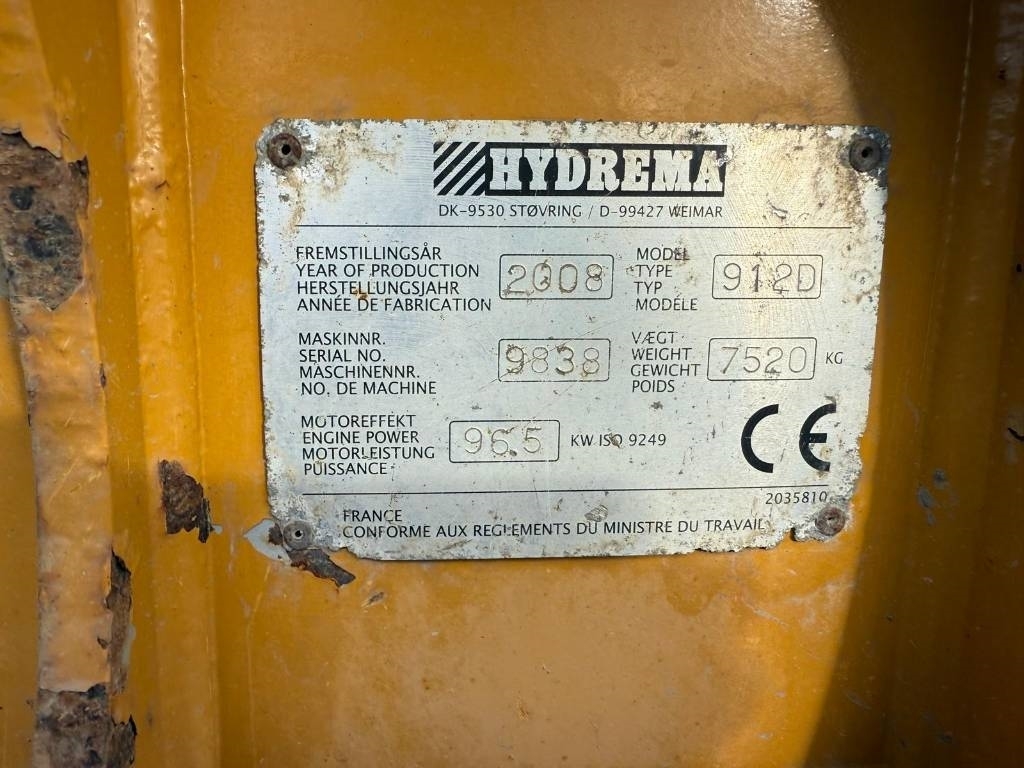 HYDREMA
DK-9530 STØVRING / D-99427 WEIMAR
FREMSTILLINGSÅR
YEAR OF PRODUCTION
HERSTELLUNGSJAHR
ANNÉE DE FABRICATION
2008
MODEL
TYPE
TYP
MODÈLE
912D
MASKINNR.
SERIAL NO.
MASCHINENNR.
NO. DE MACHINE
9838
VÆGT
WEIGHT
GEWICHT
POIDS
7520 KG
MOTOREFFEKT
ENGINE POWER
MOTORLEISTUNG
PUISSANCE
96.5 KW ISO 9249
CE
2035810
FRANCE
CONFORME AUX REGLEMENTS DU MINISTRE DU TRAVAIL